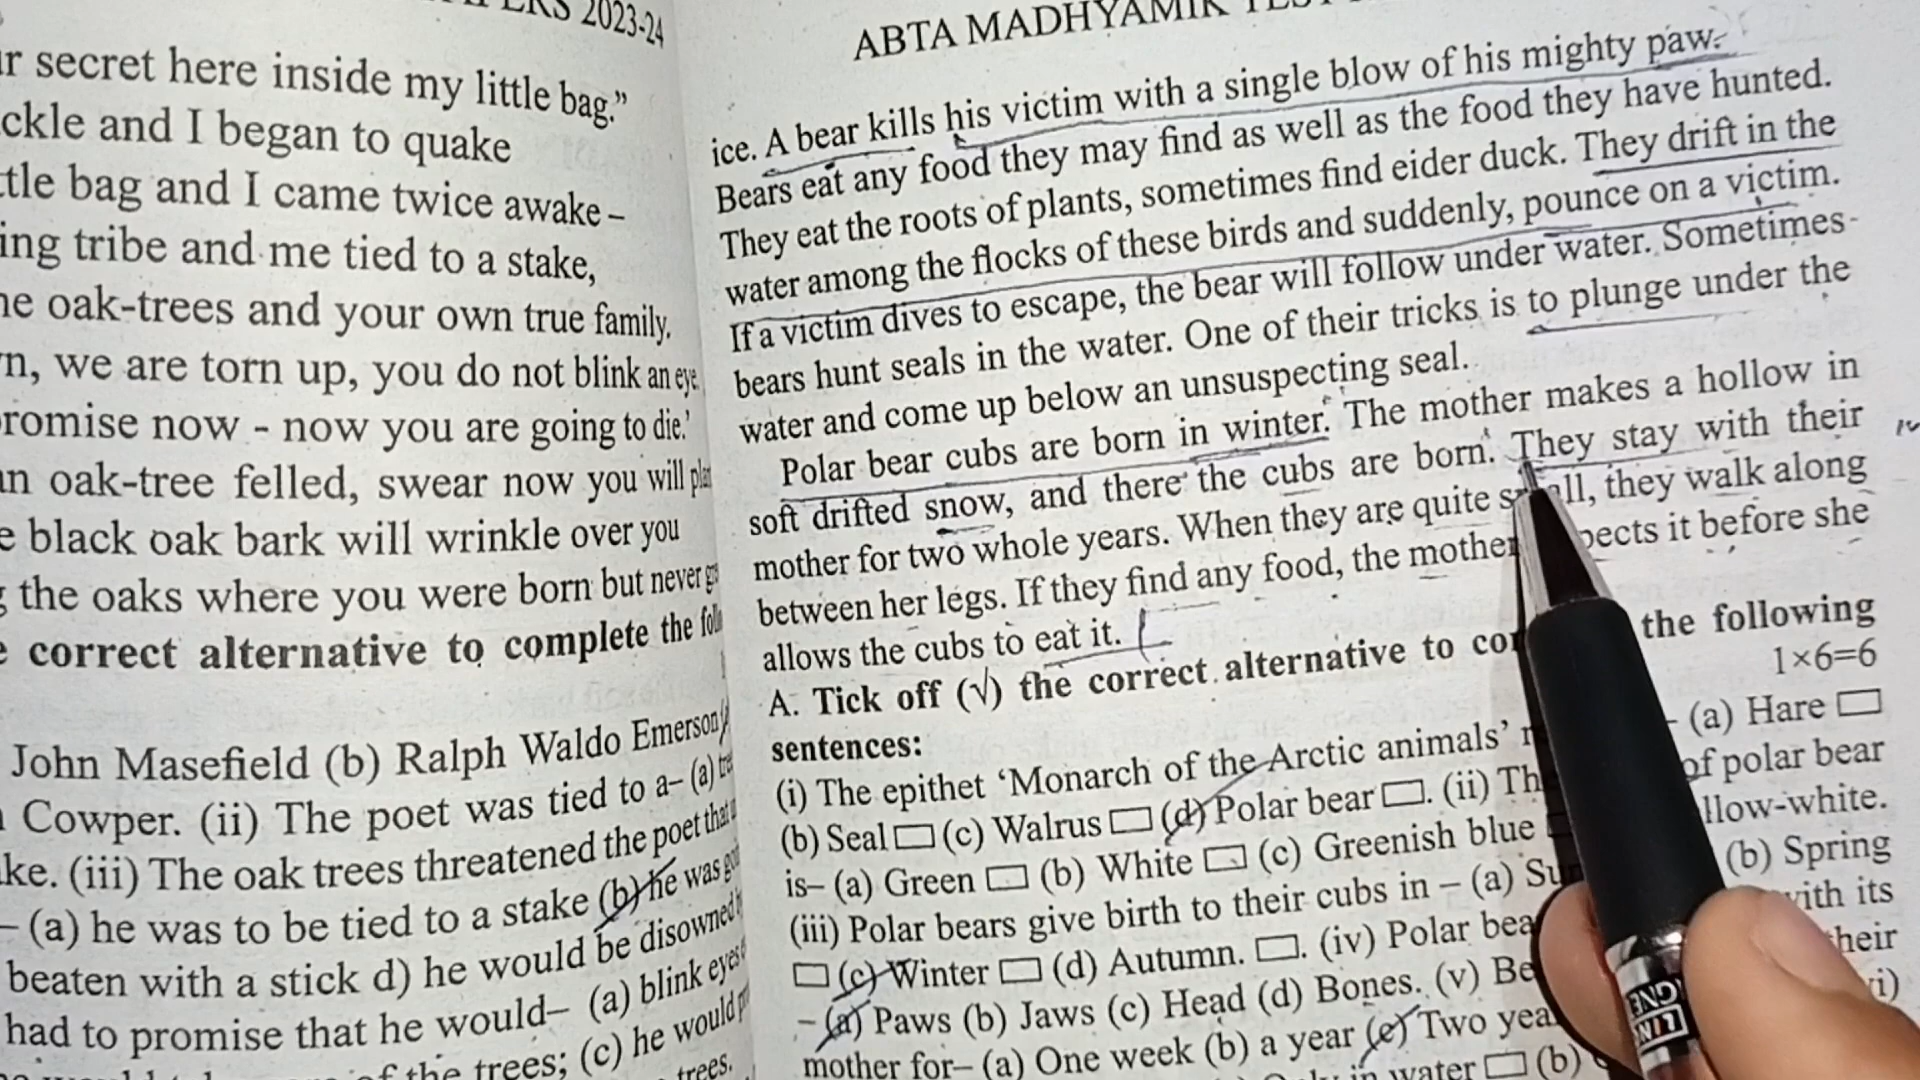 2023-24
r secret here inside my little bag."
ckle and I began to quake
tle bag and I came twice awake –
ing tribe and me tied to a stake,
e oak-trees and your own true family.
n, we are torn up, you do not blink an eye
romise now - now you are going to die.'
n oak-tree felled, swear now you will
e black oak bark will wrinkle over you
the oaks where you were born but never
correct alternative to complete the
John Masefield (b) Ralph Waldo Emerson
Cowper. (ii) The poet was tied to a– (a)
ke. (iii) The oak trees threatened the poet that
– (a) he was to be tied to a stake (b) he was
beaten with a stick d) he would be disowned
had to promise that he would– (a) blink eyes
of the trees; (c) he would
trees.
ABTA MADHYAMIK
ice. A bear kills his victim with a single blow of his mighty paw.
Bears eat any food they may find as well as the food they have hunted.
They eat the roots of plants, sometimes find eider duck. They drift in the
water among the flocks of these birds and suddenly, pounce on a victim.
If a victim dives to escape, the bear will follow under water. Sometimes
bears hunt seals in the water. One of their tricks is to plunge under the
water and come up below an unsuspecting seal.
Polar bear cubs are born in winter. The mother makes a hollow in
soft drifted snow, and there the cubs are born. They stay with their
mother for two whole years. When they are quite s ll, they walk along
between her legs. If they find any food, the mother pects it before she
allows the cubs to eat it.
A. Tick off (√) the correct alternative to co the following
sentences: 1×6=6
(i) The epithet 'Monarch of the Arctic animals' r – (a) Hare
(b) Seal (c) Walrus (d) Polar bear . (ii) Th of polar bear
is– (a) Green (b) White (c) Greenish blue llow-white.
(iii) Polar bears give birth to their cubs in – (a) Su (b) Spring
(c) Winter (d) Autumn. . (iv) Polar bea with its
– (a) Paws (b) Jaws (c) Head (d) Bones. (v) Be heir
mother for– (a) One week (b) a year (c) Two yea i)
in water (b)